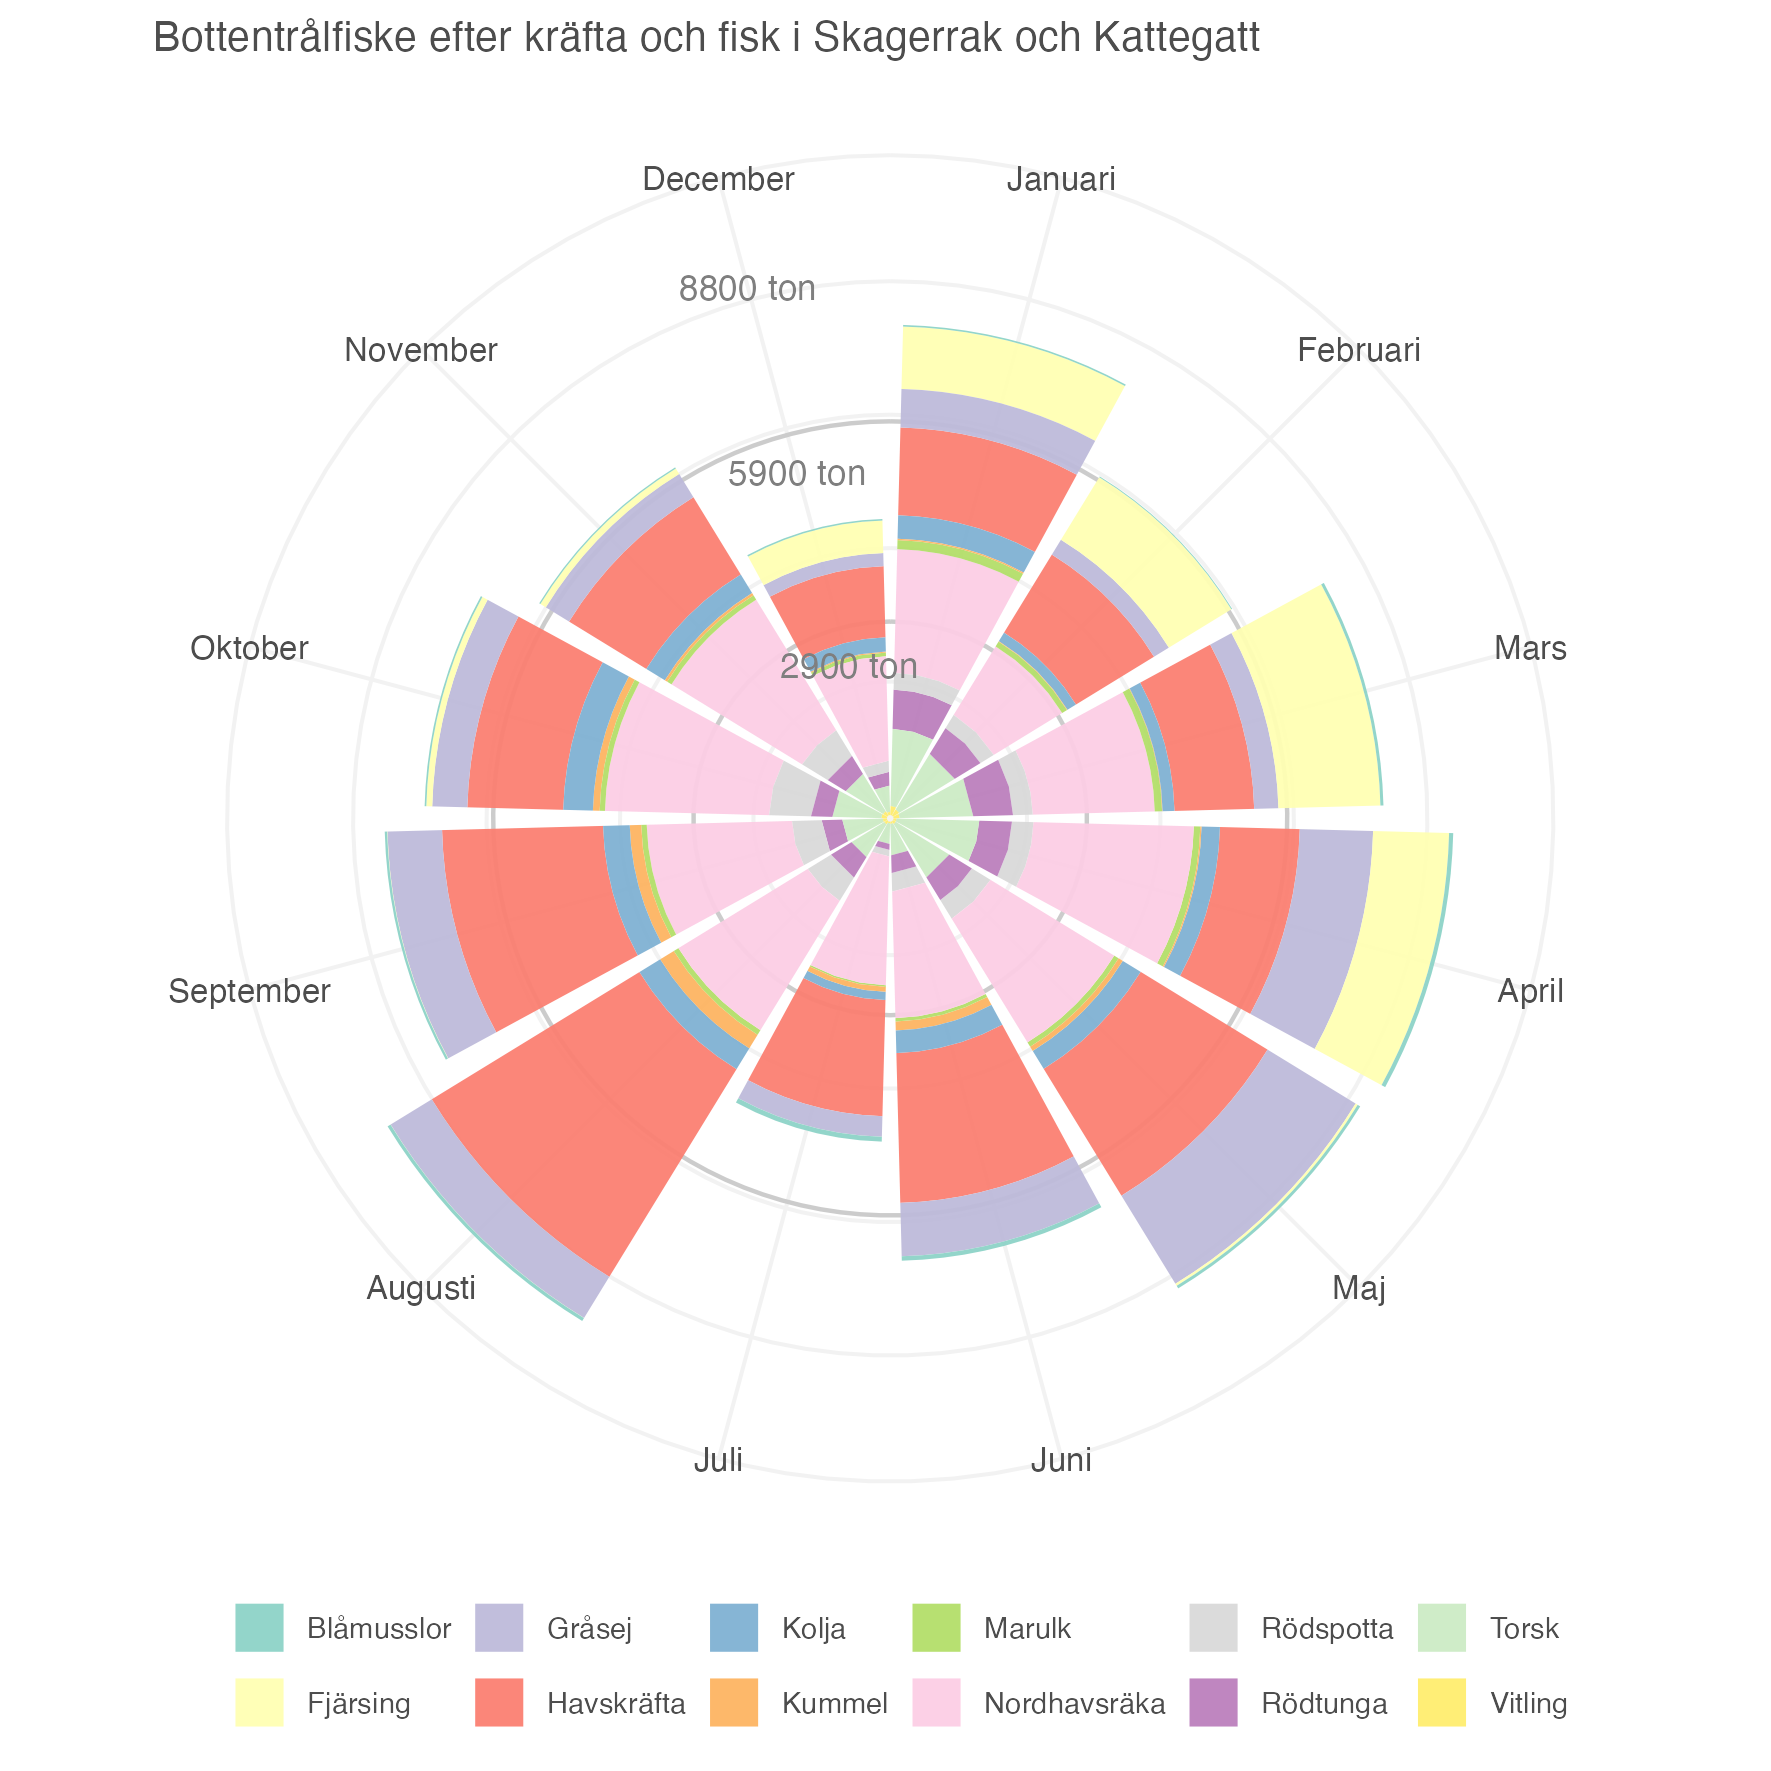 Bottentrålfiske efter kräfta och fisk i Skagerrak och Kattegatt
December
Januari
8800 ton
November
Februari
5900 ton
Oktober
Mars
2900 ton
September
April
Augusti
Maj
Juli
Juni
Blåmusslor
Gråsej
Kolja
Marulk
Rödspotta
Torsk
Fjärsing
Havskräfta
Kummel
Nordhavsräka
Rödtunga
Vitling